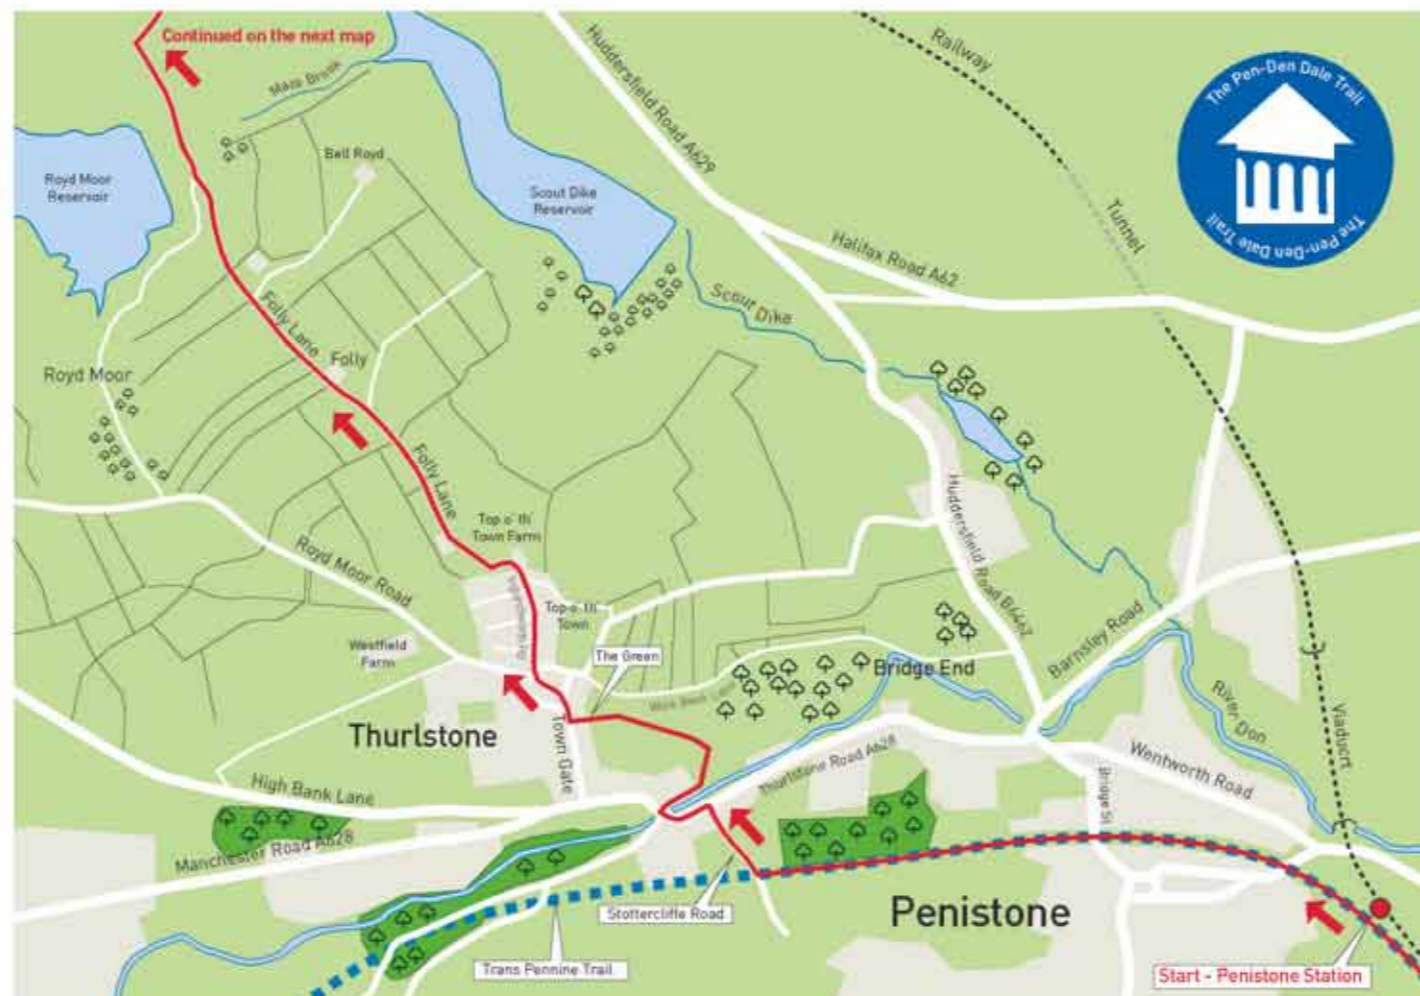 Continued on the next map
Maze Brook
Huddersfield Road A629
Railway
The Pen-Den Dale Trail
The Pen-Den Dale Trail
Bell Royd
Royd Moor
Reservoir
Scout Dike
Reservoir
Tunnel
Halifax Road A62
Scout Dike
Folly Lane
Folly
Royd Moor
Folly Lane
Top o' th'
Town Farm
Huddersfield Road B6462
Royd Moor Road
Top o' th'
Town
Barnsley Road
Westfield
Farm
The Green
Bridge End
River Don
Viaducrt
Thurlstone
Town Gate
Thurlstone Road A628
Wentworth Road
Bridge St
High Bank Lane
Manchester Road A628
Stottercliffe Road
Penistone
Trans Pennine Trail
Start - Penistone Station